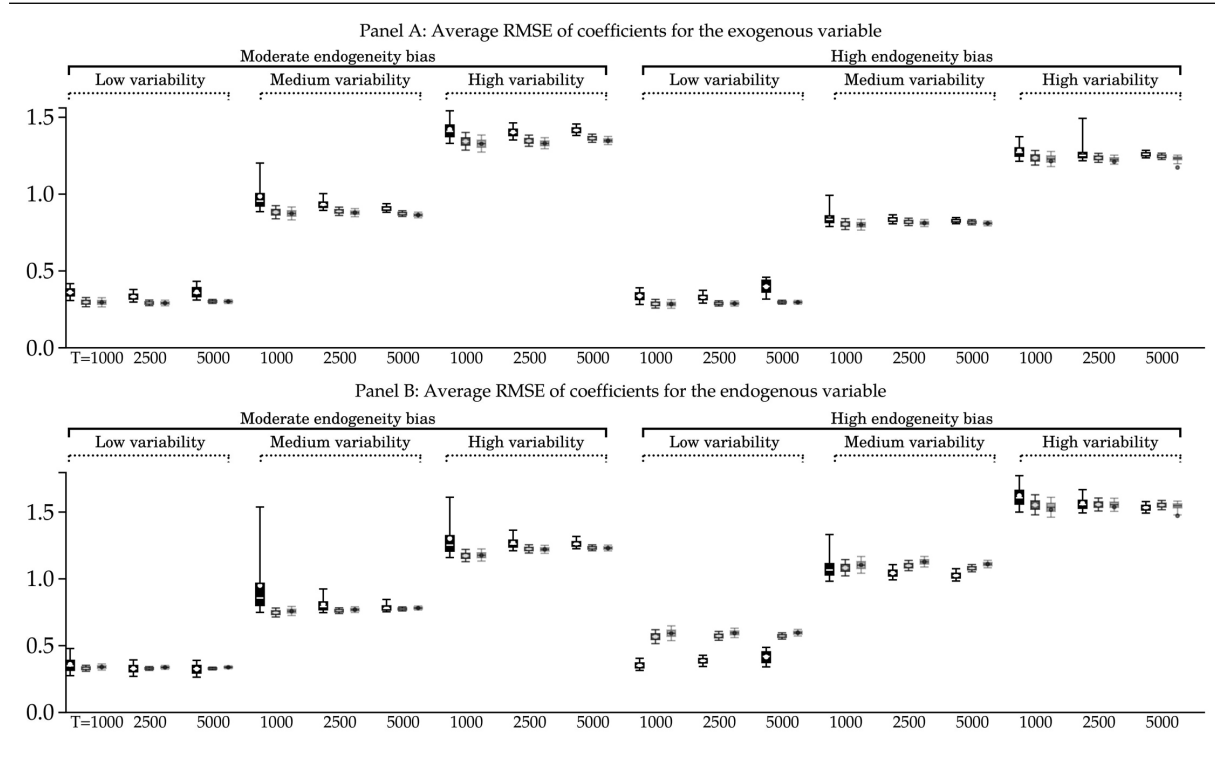 Panel A: Average RMSE of coefficients for the exogenous variable
Moderate endogeneity bias High endogeneity bias
Low variability Medium variability High variability Low variability Medium variability High variability
1.5
1.0
0.5
0.0
T=1000 2500 5000 1000 2500 5000 1000 2500 5000 1000 2500 5000 1000 2500 5000 1000 2500 5000
Panel B: Average RMSE of coefficients for the endogenous variable
Moderate endogeneity bias High endogeneity bias
Low variability Medium variability High variability Low variability Medium variability High variability
1.5
1.0
0.5
0.0
T=1000 2500 5000 1000 2500 5000 1000 2500 5000 1000 2500 5000 1000 2500 5000 1000 2500 5000